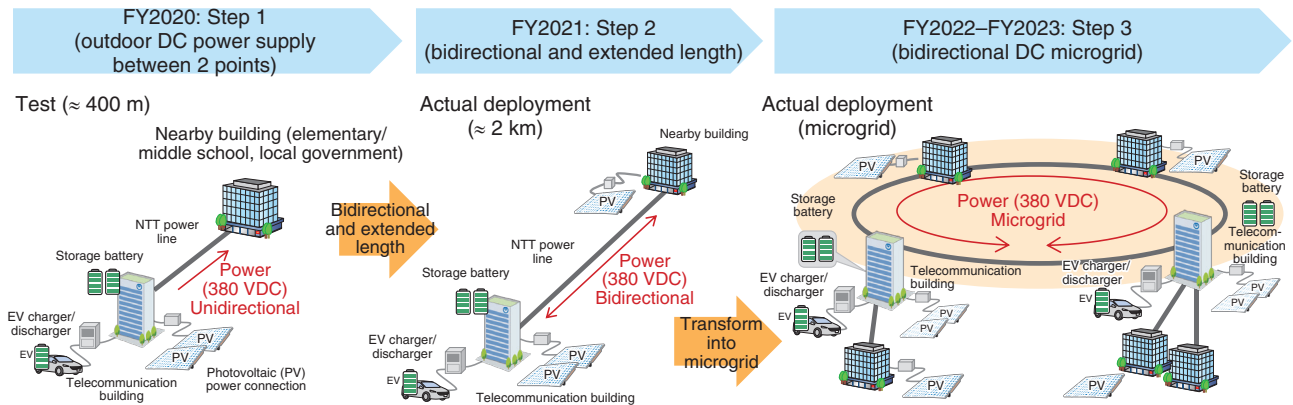 FY2020: Step 1
(outdoor DC power supply
between 2 points)
FY2021: Step 2
(bidirectional and extended length)
FY2022–FY2023: Step 3
(bidirectional DC microgrid)
Test (≈ 400 m)
Nearby building (elementary/
middle school, local government)
NTT power
line
Storage battery
Power
(380 VDC)
Unidirectional
EV charger/
discharger
EV
PV
PV
Telecommunication
building
Photovoltaic (PV)
power connection
Bidirectional
and extended
length
Actual deployment
(≈ 2 km)
Nearby building
PV
NTT power
line
Storage battery
Power
(380 VDC)
Bidirectional
EV charger/
discharger
EV
PV
PV
Telecommunication building
Transform
into
microgrid
Actual deployment
(microgrid)
PV
PV
Storage
battery
Storage
battery
Power (380 VDC)
Microgrid
Telecom-
munication
building
EV charger/
discharger
EV
Telecommunication
building
PV
PV
EV charger/
discharger
EV
PV
PV
PV
PV